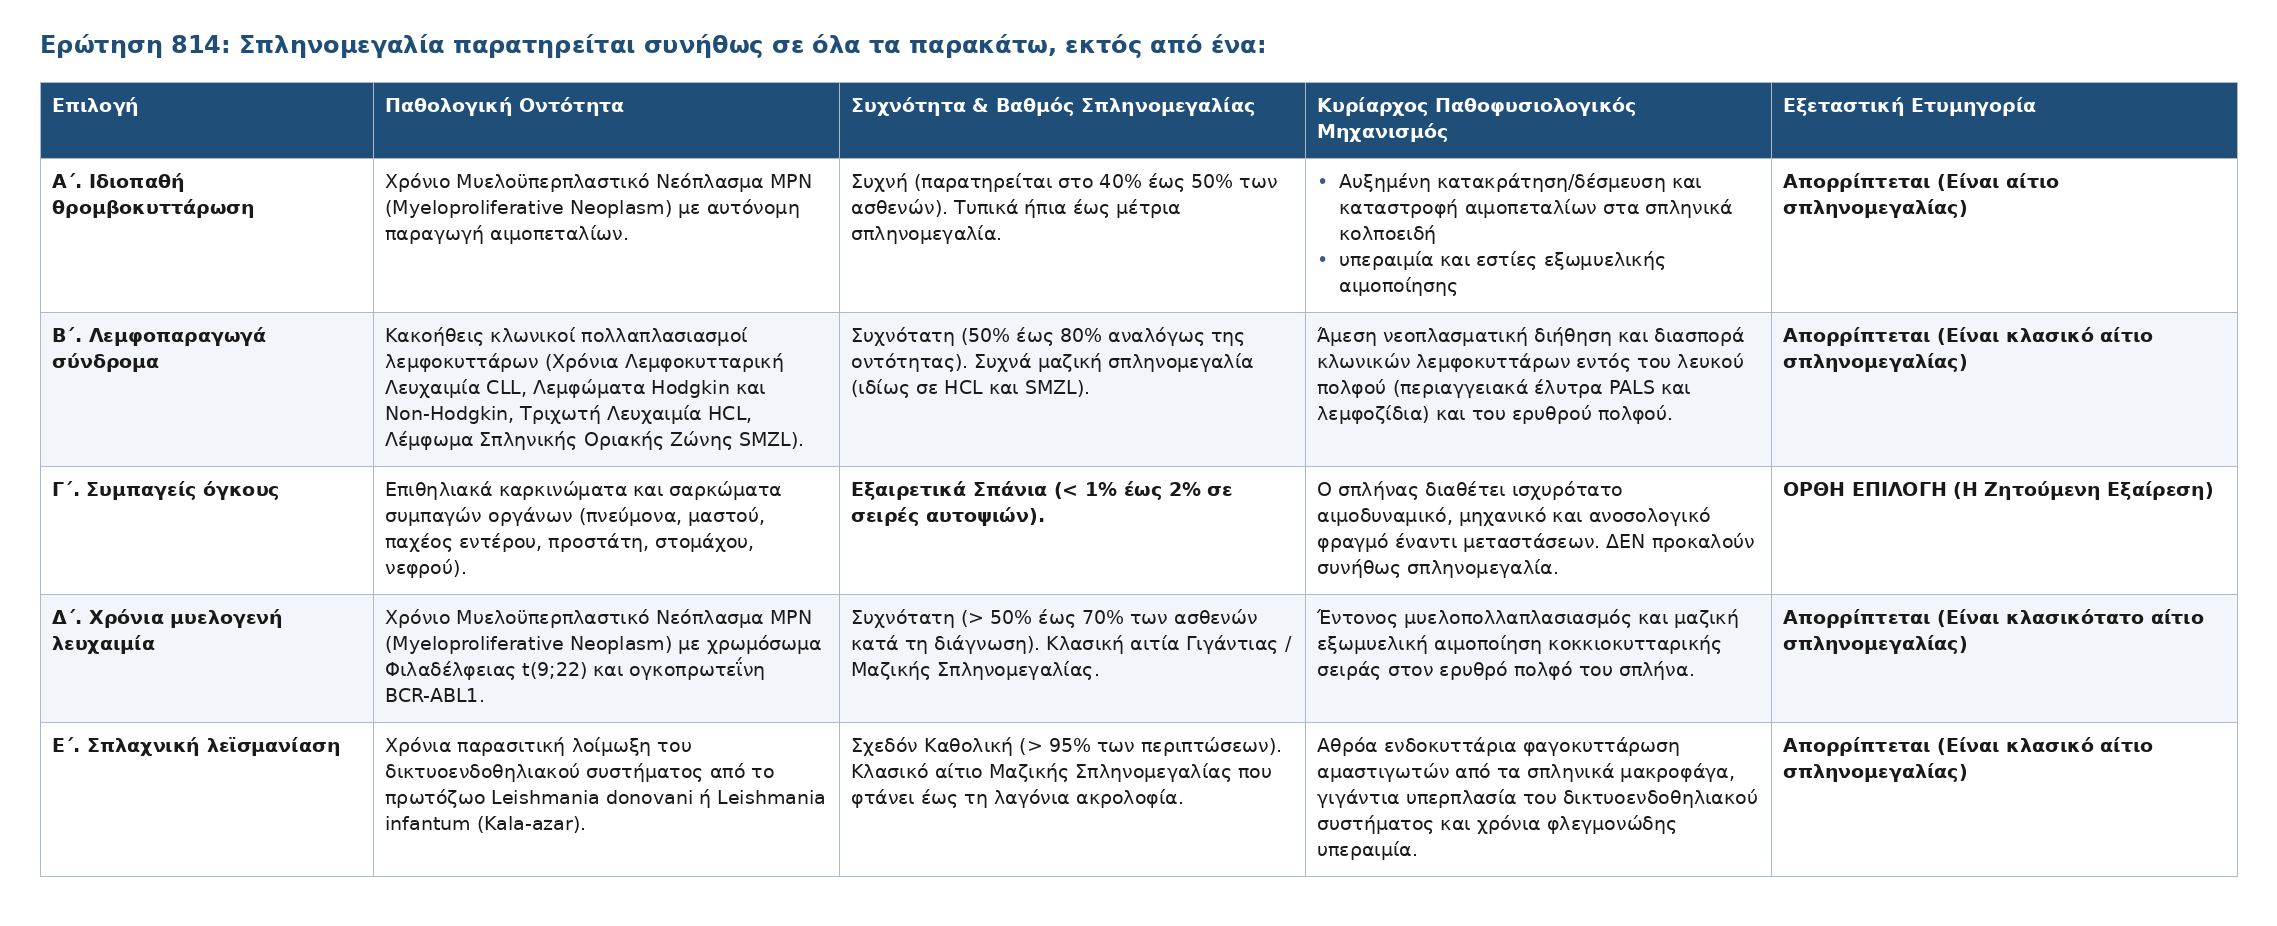 Ερώτηση 814: Σπληνομεγαλία παρατηρείται συνήθως σε όλα τα παρακάτω, εκτός από ένα:
Επιλογή
Παθολογική Οντότητα
Συχνότητα & Βαθμός Σπληνομεγαλίας
Κυρίαρχος Παθοφυσιολογικός
Μηχανισμός
Εξεταστική Ετυμηγορία
Α΄. Ιδιοπαθή
θρομβοκυττάρωση
Χρόνιο Μυελοϋπερπλαστικό Νεόπλασμα MPN
(Myeloproliferative Neoplasm) με αυτόνομη
παραγωγή αιμοπεταλίων.
Συχνή (παρατηρείται στο 40% έως 50% των
ασθενών). Τυπικά ήπια έως μέτρια
σπληνομεγαλία.
• Αυξημένη κατακράτηση/δέσμευση και
καταστροφή αιμοπεταλίων στα σπληνικά
κολποειδή
• υπεραιμία και εστίες εξωμυελικής
αιμοποίησης
Απορρίπτεται (Είναι αίτιο
σπληνομεγαλίας)
Β΄. Λεμφοπαραγωγά
σύνδρομα
Κακοήθεις κλωνικοί πολλαπλασιασμοί
λεμφοκυττάρων (Χρόνια Λεμφοκυτταρική
Λευχαιμία CLL, Λεμφώματα Hodgkin και
Non-Hodgkin, Τριχωτή Λευχαιμία HCL,
Λέμφωμα Σπληνικής Οριακής Ζώνης SMZL).
Συχνότατη (50% έως 80% αναλόγως της
οντότητας). Συχνά μαζική σπληνομεγαλία
(ιδίως σε HCL και SMZL).
Άμεση νεοπλασματική διήθηση και διασπορά
κλωνικών λεμφοκυττάρων εντός του λευκού
πολφού (περιαγγειακά έλυτρα PALS και
λεμφοζίδια) και του ερυθρού πολφού.
Απορρίπτεται (Είναι κλασικό αίτιο
σπληνομεγαλίας)
Γ΄. Συμπαγείς όγκους
Επιθηλιακά καρκινώματα και σαρκώματα
συμπαγών οργάνων (πνεύμονα, μαστού,
παχέος εντέρου, προστάτη, στομάχου,
νεφρού).
Εξαιρετικά Σπάνια (< 1% έως 2% σε
σειρές αυτοψιών).
Ο σπλήνας διαθέτει ισχυρότατο
αιμοδυναμικό, μηχανικό και ανοσολογικό
φραγμό έναντι μεταστάσεων. ΔΕΝ προκαλούν
συνήθως σπληνομεγαλία.
ΟΡΘΗ ΕΠΙΛΟΓΗ (Η Ζητούμενη Εξαίρεση)
Δ΄. Χρόνια μυελογενή
λευχαιμία
Χρόνιο Μυελοϋπερπλαστικό Νεόπλασμα MPN
(Myeloproliferative Neoplasm) με χρωμόσωμα
Φιλαδέλφειας t(9;22) και ογκοπρωτεΐνη
BCR-ABL1.
Συχνότατη (> 50% έως 70% των ασθενών
κατά τη διάγνωση). Κλασική αιτία Γιγάντιας /
Μαζικής Σπληνομεγαλίας.
Έντονος μυελοπολλαπλασιασμός και μαζική
εξωμυελική αιμοποίηση κοκκιοκυτταρικής
σειράς στον ερυθρό πολφό του σπλήνα.
Απορρίπτεται (Είναι κλασικότατο αίτιο
σπληνομεγαλίας)
Ε΄. Σπλαχνική λεϊσμανίαση
Χρόνια παρασιτική λοίμωξη του
δικτυοενδοθηλιακού συστήματος από το
πρωτόζωο Leishmania donovani ή Leishmania
infantum (Kala-azar).
Σχεδόν Καθολική (> 95% των περιπτώσεων).
Κλασικό αίτιο Μαζικής Σπληνομεγαλίας που
φτάνει έως τη λαγόνια ακρολοφία.
Αθρόα ενδοκυττάρια φαγοκυττάρωση
αμαστιγωτών από τα σπληνικά μακροφάγα,
γιγάντια υπερπλασία του δικτυοενδοθηλιακού
συστήματος και χρόνια φλεγμονώδης
υπεραιμία.
Απορρίπτεται (Είναι κλασικό αίτιο
σπληνομεγαλίας)